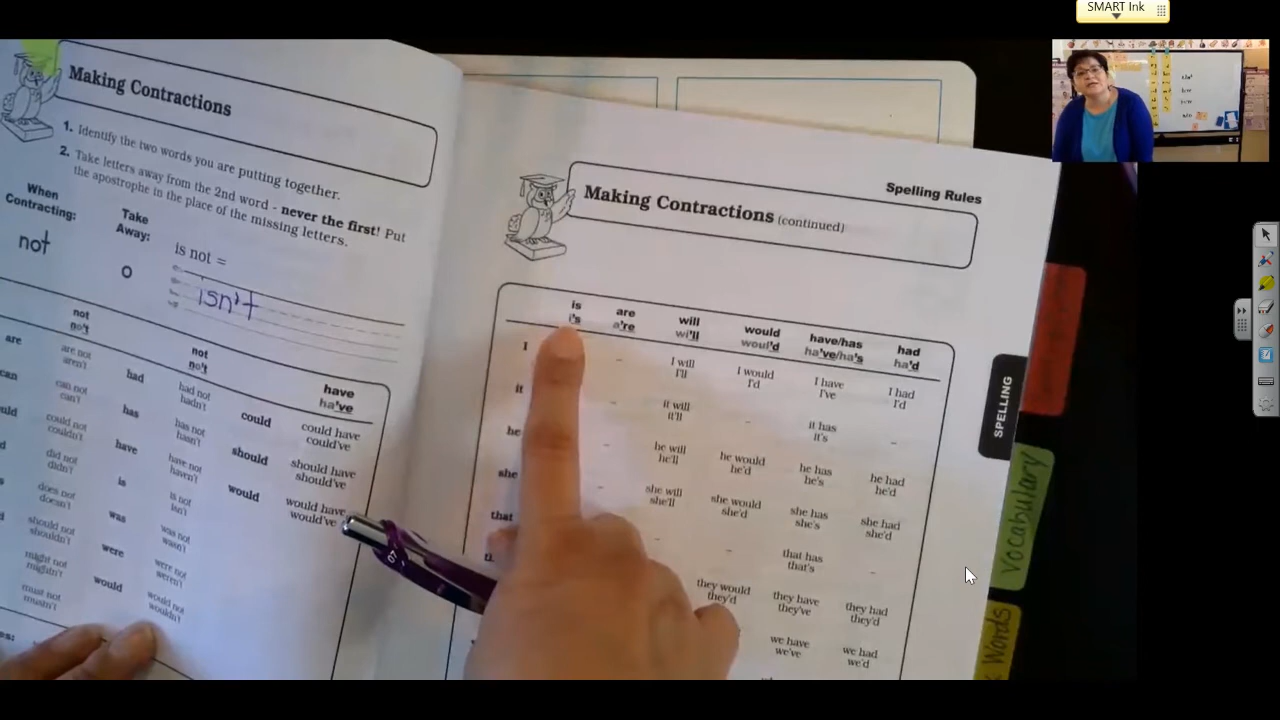 SMART Ink
Making Contractions
1. Identify the two words you are putting together.
2. Take letters away from the 2nd word - never the first! Put
the apostrophe in the place of the missing letters.
When
Contracting:
not
Take
Away:
o
is not =
isn't
not
no't
not
no't
have
ha've
are
are not
aren't
had
had not
hadn't
could
could have
could've
can
can not
can't
has
has not
hasn't
should
should have
should've
could not
couldn't
have
have not
haven't
would
would have
would've
did not
didn't
is
is not
isn't
does not
doesn't
was
was not
wasn't
should not
shouldn't
were
were not
weren't
might not
mightn't
would
would not
wouldn't
must not
mustn't
Spelling Rules
Making Contractions (continued)
is are will would have/has had
i's a're wi'll woul'd ha've/ha's ha'd
I - I will I would I have I had
I'll I'd I've I'd
it - it will - it has -
it'll it's
he - he will he would he has he had
he'll he'd he's he'd
she - she will she would she has she had
she'll she'd she's she'd
that - - that has -
that's
they would they have they had
they'd they've they'd
we have we had
we've we'd
SPELLING
Vocabulary
Words